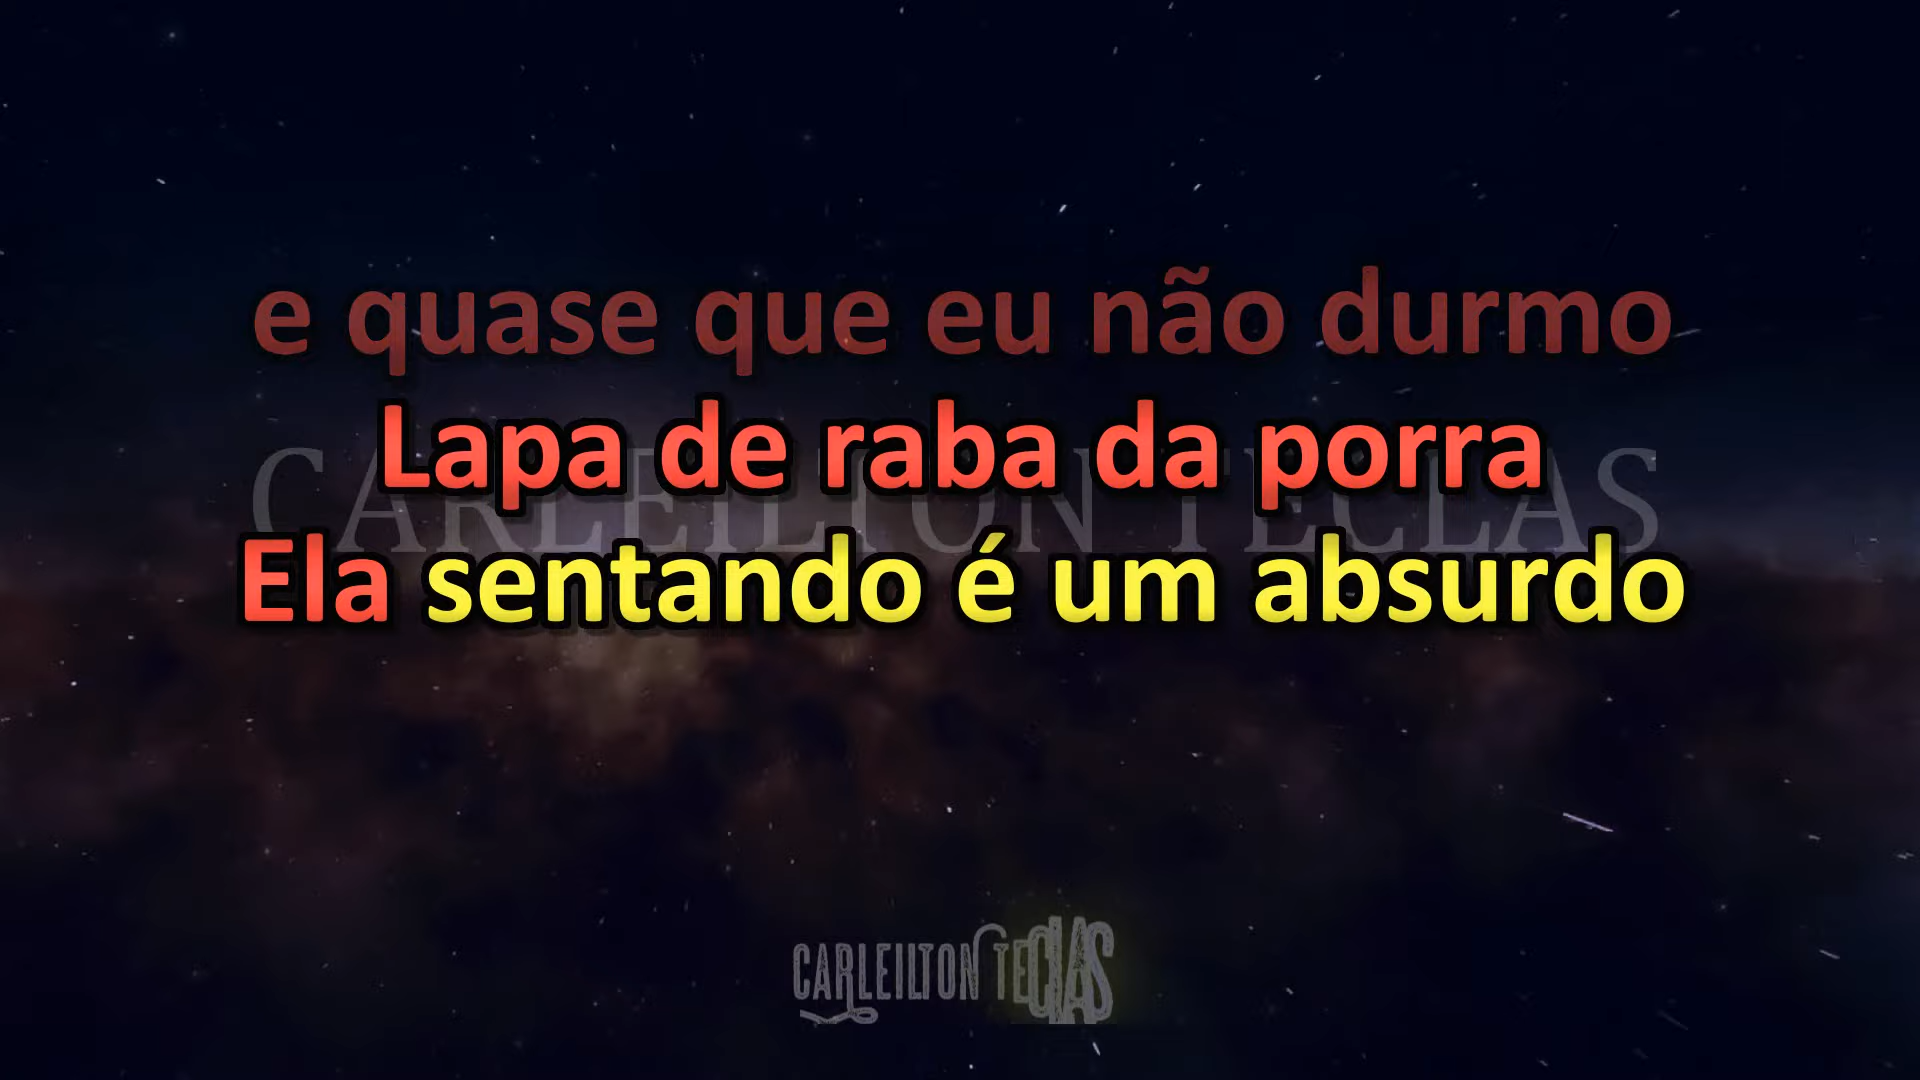 e quase que eu não durmo
Lapa de raba da porra
CARLEILTON TECLAS
Ela sentando é um absurdo
CARLEILTON TECLAS